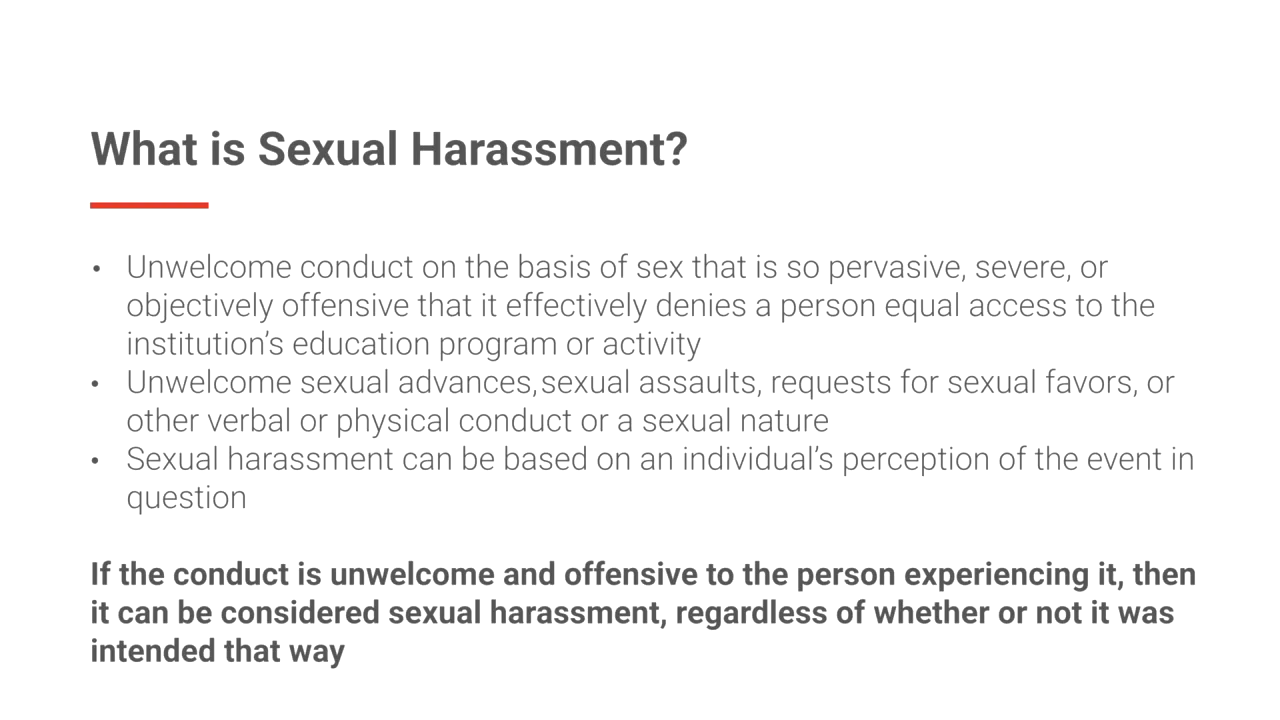 What is Sexual Harassment?
• Unwelcome conduct on the basis of sex that is so pervasive, severe, or
objectively offensive that it effectively denies a person equal access to the
institution’s education program or activity
• Unwelcome sexual advances,sexual assaults, requests for sexual favors, or
other verbal or physical conduct or a sexual nature
• Sexual harassment can be based on an individual’s perception of the event in
question
If the conduct is unwelcome and offensive to the person experiencing it, then
it can be considered sexual harassment, regardless of whether or not it was
intended that way